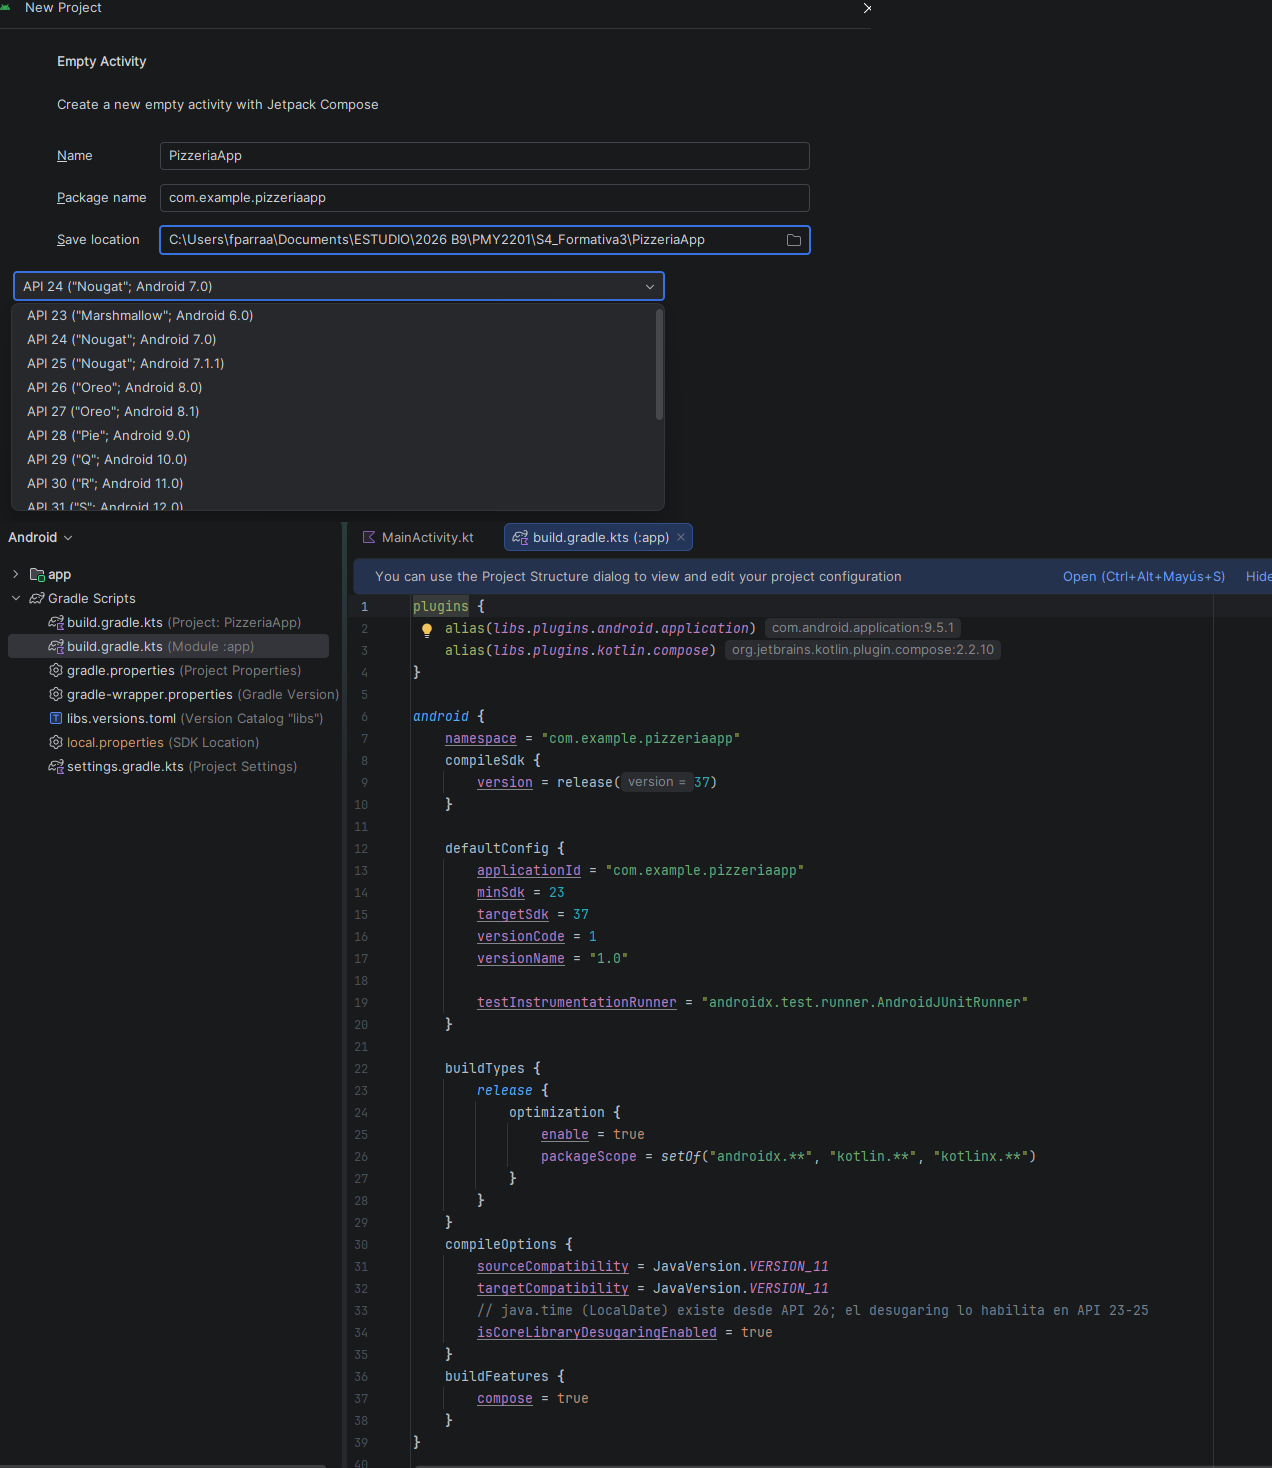 New Project
Empty Activity
Create a new empty activity with Jetpack Compose
Name PizzeriaApp
Package name com.example.pizzeriaapp
Save location C:\Users\fparraa\Documents\ESTUDIO\2026 B9\PMY2201\S4_Formativa3\PizzeriaApp
API 24 ("Nougat"; Android 7.0)
API 23 ("Marshmallow"; Android 6.0)
API 24 ("Nougat"; Android 7.0)
API 25 ("Nougat"; Android 7.1.1)
API 26 ("Oreo"; Android 8.0)
API 27 ("Oreo"; Android 8.1)
API 28 ("Pie"; Android 9.0)
API 29 ("Q"; Android 10.0)
API 30 ("R"; Android 11.0)
API 31 ("S"; Android 12.0)
Android
app
Gradle Scripts
build.gradle.kts (Project: PizzeriaApp)
build.gradle.kts (Module :app)
gradle.properties (Project Properties)
gradle-wrapper.properties (Gradle Version)
libs.versions.toml (Version Catalog "libs")
local.properties (SDK Location)
settings.gradle.kts (Project Settings)
MainActivity.kt build.gradle.kts (:app)
You can use the Project Structure dialog to view and edit your project configuration Open (Ctrl+Alt+Mayús+S) Hide
1 plugins {
2 alias(libs.plugins.android.application) com.android.application:9.5.1
3 alias(libs.plugins.kotlin.compose) org.jetbrains.kotlin.plugin.compose:2.2.10
4 }
5
6 android {
7 namespace = "com.example.pizzeriaapp"
8 compileSdk {
9 version = release( version = 37)
10 }
11
12 defaultConfig {
13 applicationId = "com.example.pizzeriaapp"
14 minSdk = 23
15 targetSdk = 37
16 versionCode = 1
17 versionName = "1.0"
18
19 testInstrumentationRunner = "androidx.test.runner.AndroidJUnitRunner"
20 }
21
22 buildTypes {
23 release {
24 optimization {
25 enable = true
26 packageScope = setOf("androidx.**", "kotlin.**", "kotlinx.**")
27 }
28 }
29 }
30 compileOptions {
31 sourceCompatibility = JavaVersion.VERSION_11
32 targetCompatibility = JavaVersion.VERSION_11
33 // java.time (LocalDate) existe desde API 26; el desugaring lo habilita en API 23-25
34 isCoreLibraryDesugaringEnabled = true
35 }
36 buildFeatures {
37 compose = true
38 }
39 }
40